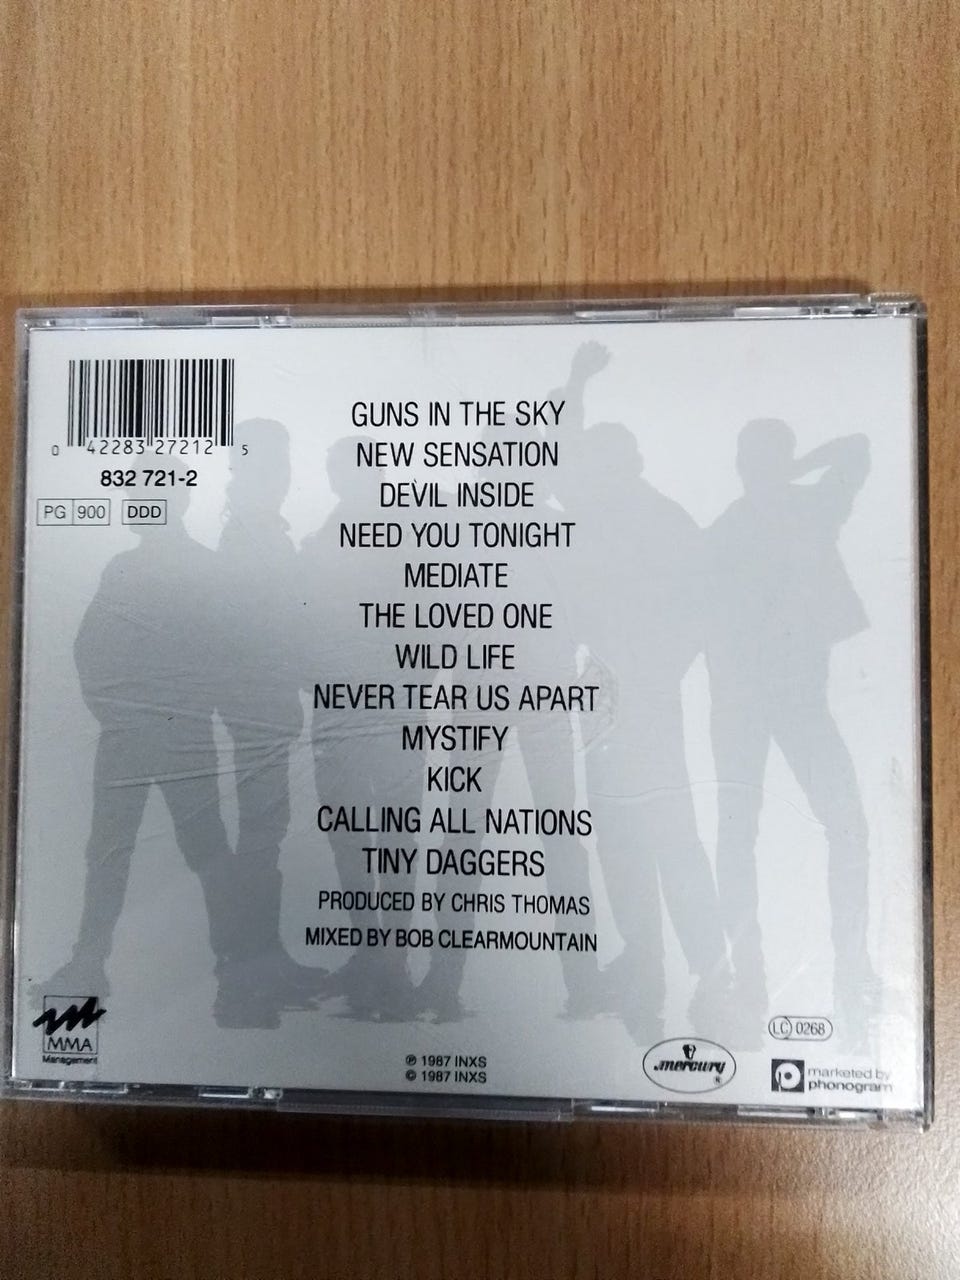 0 42283 27212 5
832 721-2
PG 900 DDD
GUNS IN THE SKY
NEW SENSATION
DEVIL INSIDE
NEED YOU TONIGHT
MEDIATE
THE LOVED ONE
WILD LIFE
NEVER TEAR US APART
MYSTIFY
KICK
CALLING ALL NATIONS
TINY DAGGERS
PRODUCED BY CHRIS THOMAS
MIXED BY BOB CLEARMOUNTAIN
MMA
Management
℗ 1987 INXS
© 1987 INXS
mercury ®
LC 0268
p marketed by
phonogram